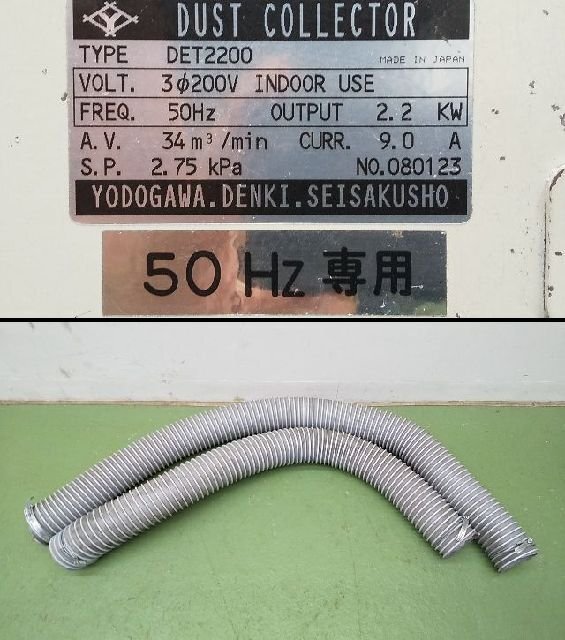 DUST COLLECTOR
TYPE DET2200 MADE IN JAPAN
VOLT. 3φ200V INDOOR USE
FREQ. 50Hz OUTPUT 2.2 KW
A.V. 34m³/min CURR. 9.0 A
S.P. 2.75 kPa NO.080123
YODOGAWA.DENKI.SEISAKUSHO
50Hz専用